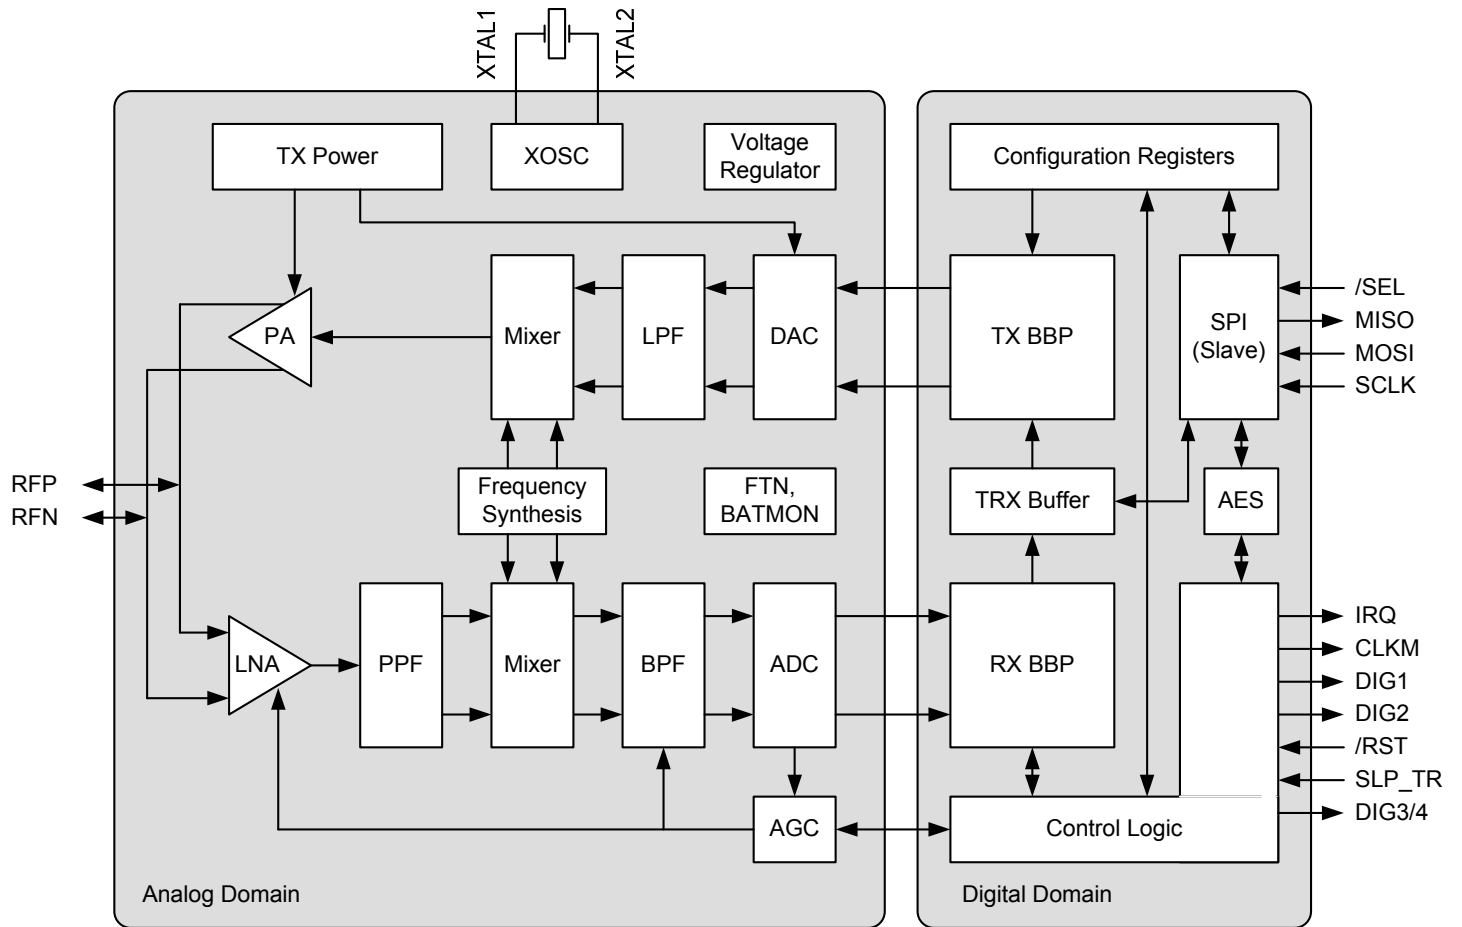 XTAL1
XTAL2
TX Power
XOSC
Voltage
Regulator
Configuration Registers
PA
Mixer
LPF
DAC
TX BBP
SPI
(Slave)
/SEL
MISO
MOSI
SCLK
RFP
RFN
Frequency
Synthesis
FTN,
BATMON
TRX Buffer
AES
LNA
PPF
Mixer
BPF
ADC
RX BBP
IRQ
CLKM
DIG1
DIG2
/RST
SLP_TR
DIG3/4
AGC
Control Logic
Analog Domain
Digital Domain